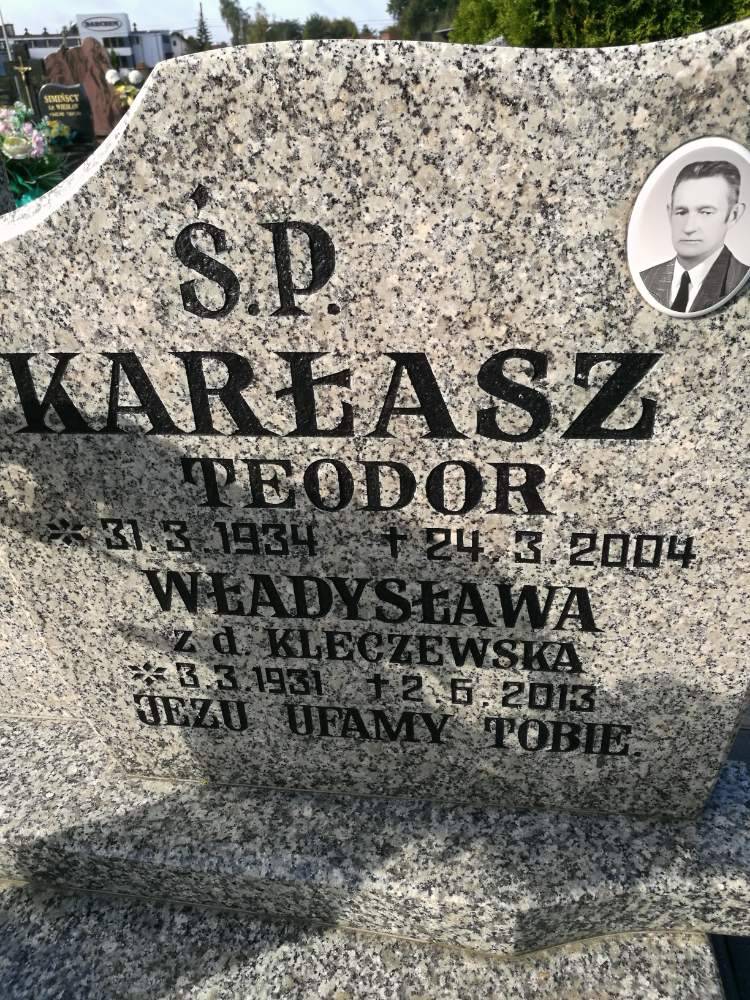 SIMIŃSCY
Ś.P.
KARŁASZ
TEODOR
* 31.3.1934 † 24.3.2004
WŁADYSŁAWA
z d. KLECZEWSKA
* 3.3.1931 † 2.6.2013
JEZU UFAMY TOBIE